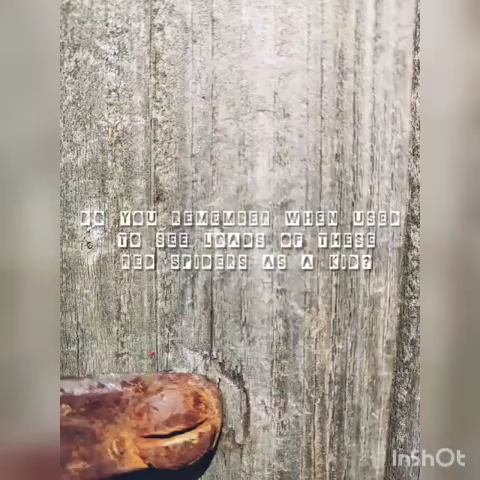 DO YOU REMEMBER WHEN USED
TO SEE LOADS OF THESE
RED SPIDERS AS A KID?
InShOt